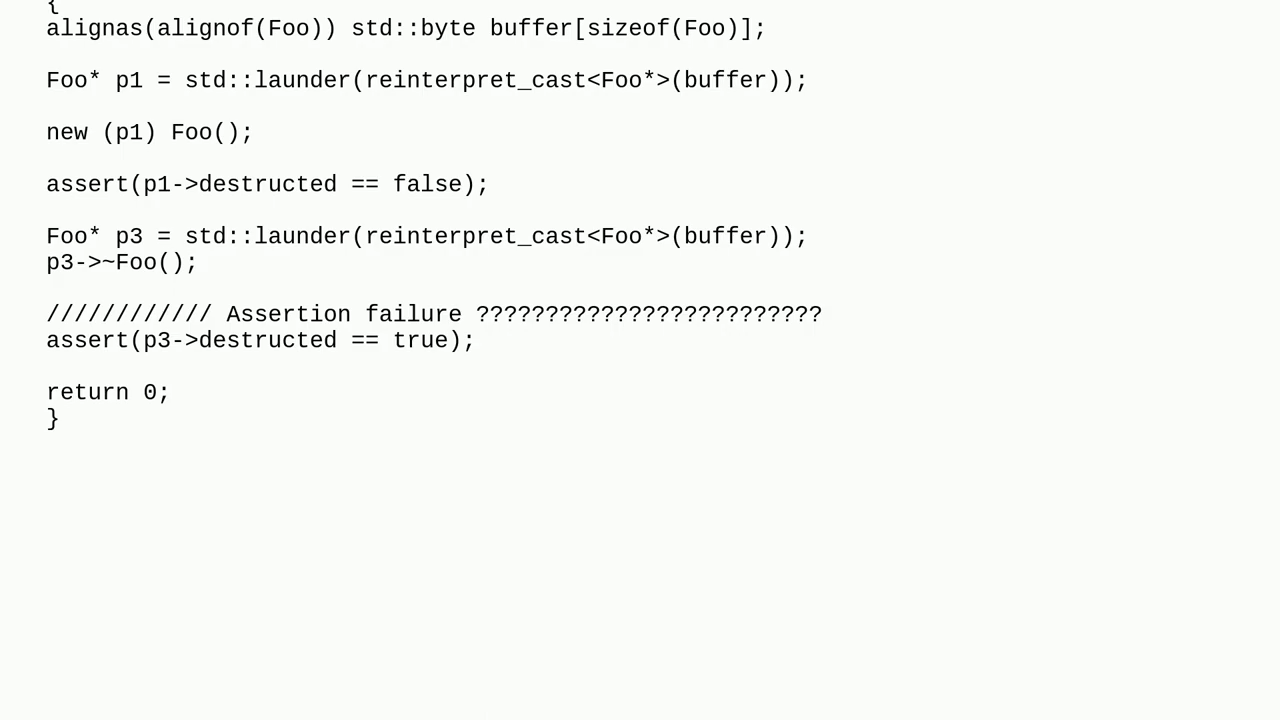 {
alignas(alignof(Foo)) std::byte buffer[sizeof(Foo)];
Foo* p1 = std::launder(reinterpret_cast<Foo*>(buffer));
new (p1) Foo();
assert(p1->destructed == false);
Foo* p3 = std::launder(reinterpret_cast<Foo*>(buffer));
p3->~Foo();
//////////// Assertion failure ?????????????????????????
assert(p3->destructed == true);
return 0;
}